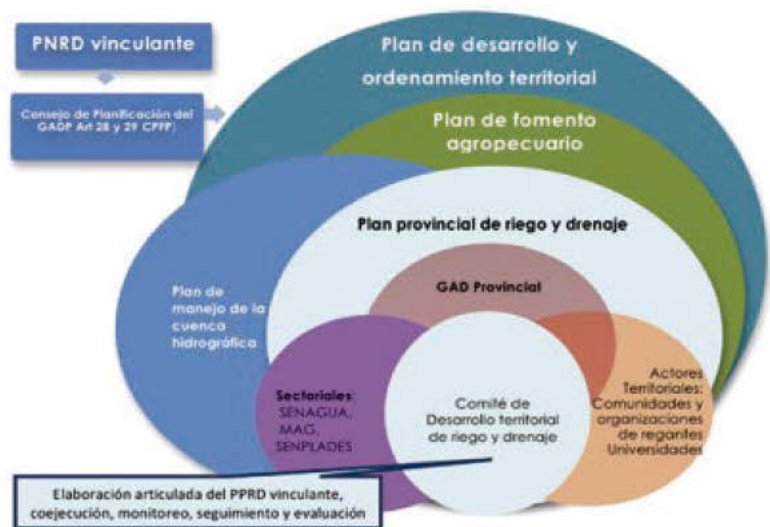 PNRD vinculante
Consejo de Planificación del
GADP Art 28 y 29 CPFP)
Plan de desarrollo y
ordenamiento territorial
Plan de fomento
agropecuario
Plan provincial de riego y drenaje
GAD Provincial
Plan de
manejo de la
cuenca
hidrográfica
Sectoriales:
SENAGUA,
MAG,
SENPLADES
Comité de
Desarrollo territorial
de riego y drenaje
Actores
Territoriales:
Comunidades y
organizaciones
de regantes
Universidades
Elaboración articulada del PPRD vinculante,
coejecución, monitoreo, seguimiento y evaluación